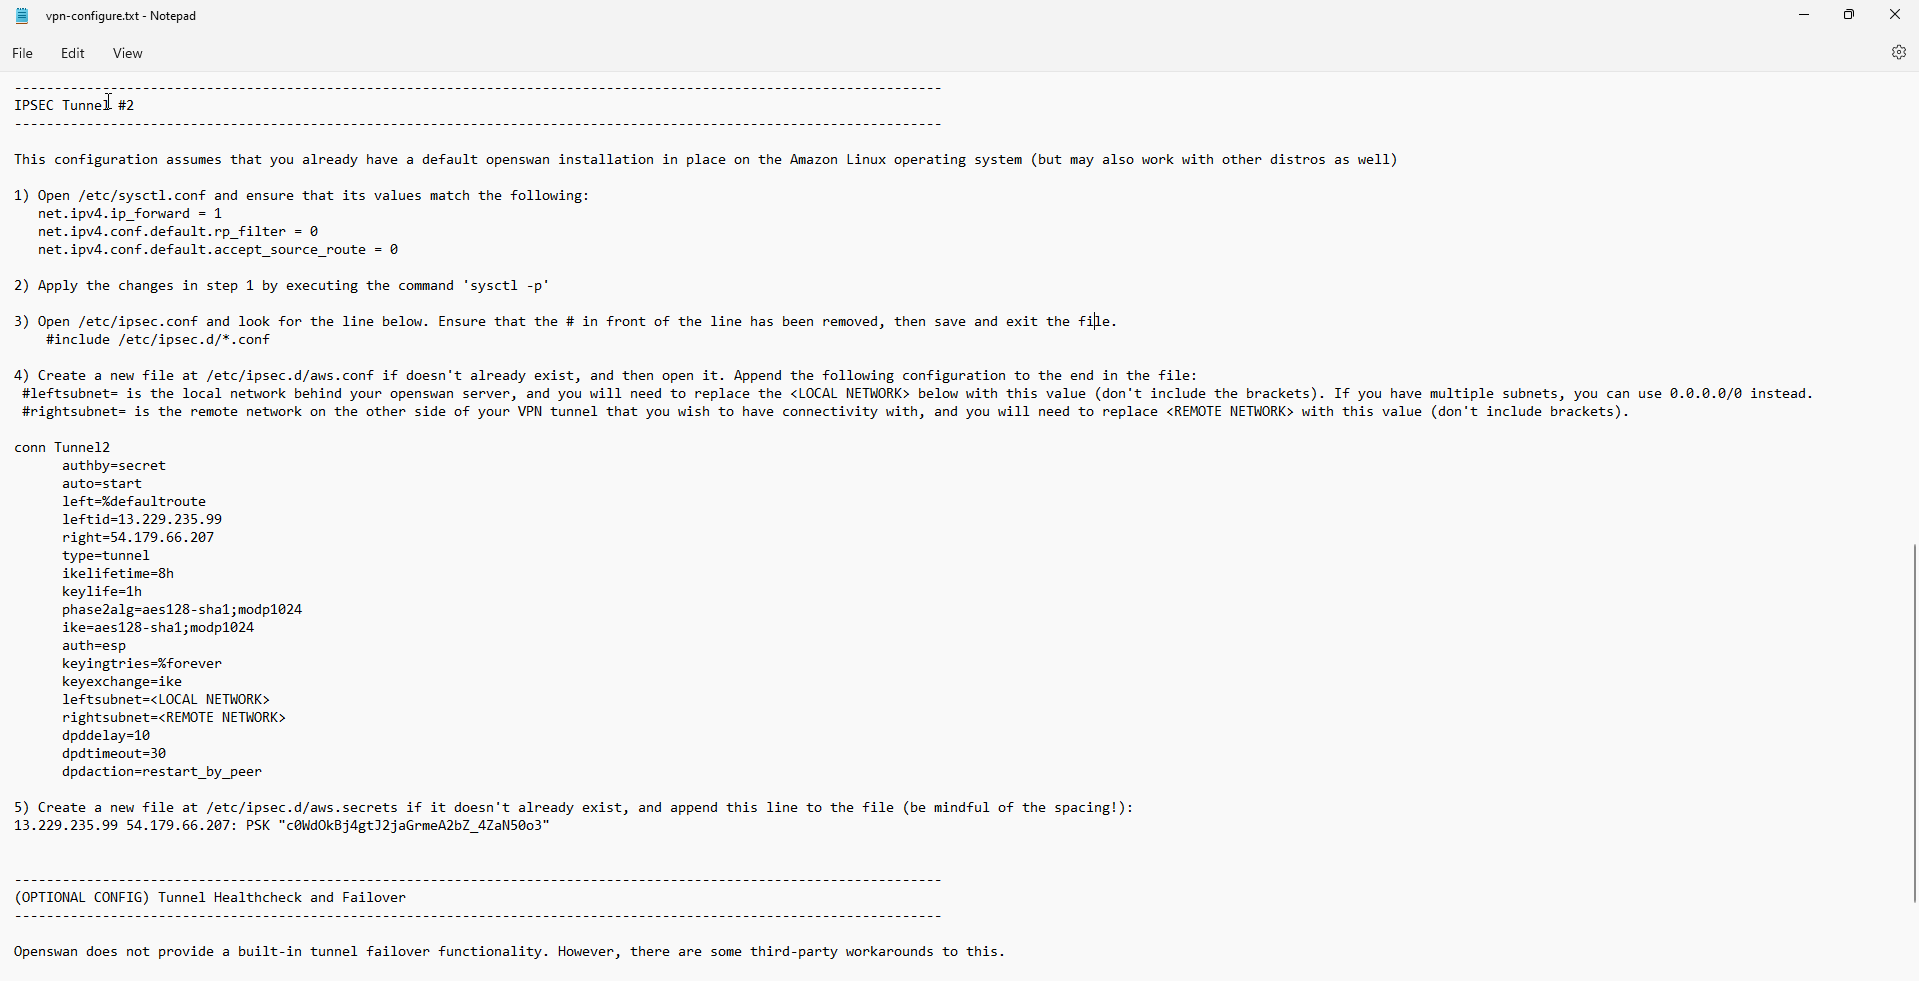 vpn-configure.txt - Notepad
File Edit View
IPSEC Tunnel #2
This configuration assumes that you already have a default openswan installation in place on the Amazon Linux operating system (but may also work with other distros as well)
1) Open /etc/sysctl.conf and ensure that its values match the following:
net.ipv4.ip_forward = 1
net.ipv4.conf.default.rp_filter = 0
net.ipv4.conf.default.accept_source_route = 0
2) Apply the changes in step 1 by executing the command 'sysctl -p'
3) Open /etc/ipsec.conf and look for the line below. Ensure that the # in front of the line has been removed, then save and exit the file.
#include /etc/ipsec.d/*.conf
4) Create a new file at /etc/ipsec.d/aws.conf if doesn't already exist, and then open it. Append the following configuration to the end in the file:
#leftsubnet= is the local network behind your openswan server, and you will need to replace the <LOCAL NETWORK> below with this value (don't include the brackets). If you have multiple subnets, you can use 0.0.0.0/0 instead.
#rightsubnet= is the remote network on the other side of your VPN tunnel that you wish to have connectivity with, and you will need to replace <REMOTE NETWORK> with this value (don't include brackets).
conn Tunnel2
authby=secret
auto=start
left=%defaultroute
leftid=13.229.235.99
right=54.179.66.207
type=tunnel
ikelifetime=8h
keylife=1h
phase2alg=aes128-sha1;modp1024
ike=aes128-sha1;modp1024
auth=esp
keyingtries=%forever
keyexchange=ike
leftsubnet=<LOCAL NETWORK>
rightsubnet=<REMOTE NETWORK>
dpddelay=10
dpdtimeout=30
dpdaction=restart_by_peer
5) Create a new file at /etc/ipsec.d/aws.secrets if it doesn't already exist, and append this line to the file (be mindful of the spacing!):
13.229.235.99 54.179.66.207: PSK "c0WdOkBj4gtJ2jaGrmeA2bZ_4ZaN50o3"
(OPTIONAL CONFIG) Tunnel Healthcheck and Failover
Openswan does not provide a built-in tunnel failover functionality. However, there are some third-party workarounds to this.